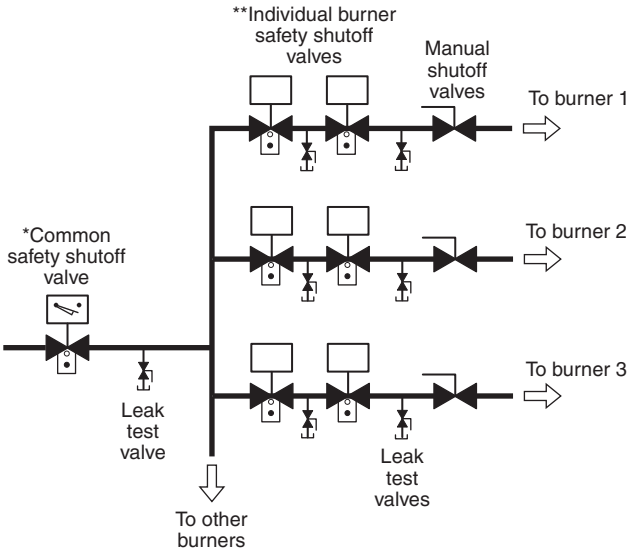 **Individual burner
safety shutoff
valves
Manual
shutoff
valves
To burner 1
To burner 2
*Common
safety shutoff
valve
To burner 3
Leak
test
valve
Leak
test
valves
To other
burners